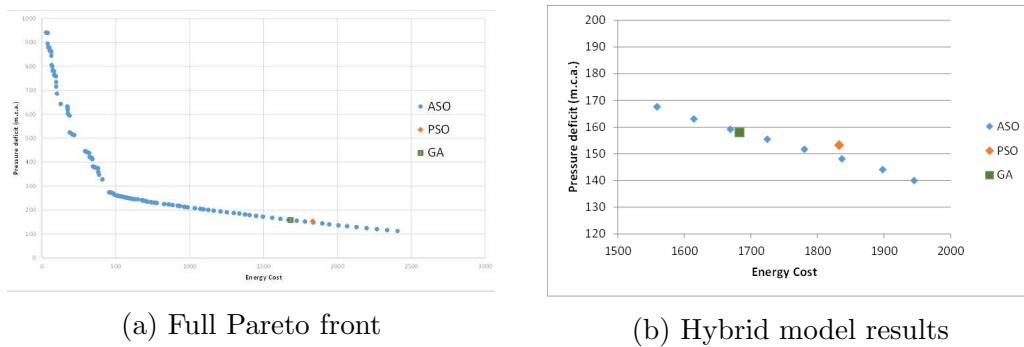 1000
900
800
700
600
500
400
300
200
100
0
Pressure deficit (m.c.a.)
0 500 1000 1500 2000 2500 3000
Energy Cost
ASO
PSO
GA
(a) Full Pareto front
200
190
180
170
160
150
140
130
120
Pressure deficit (m.c.a.)
1500 1600 1700 1800 1900 2000
Energy Cost
ASO
PSO
GA
(b) Hybrid model results